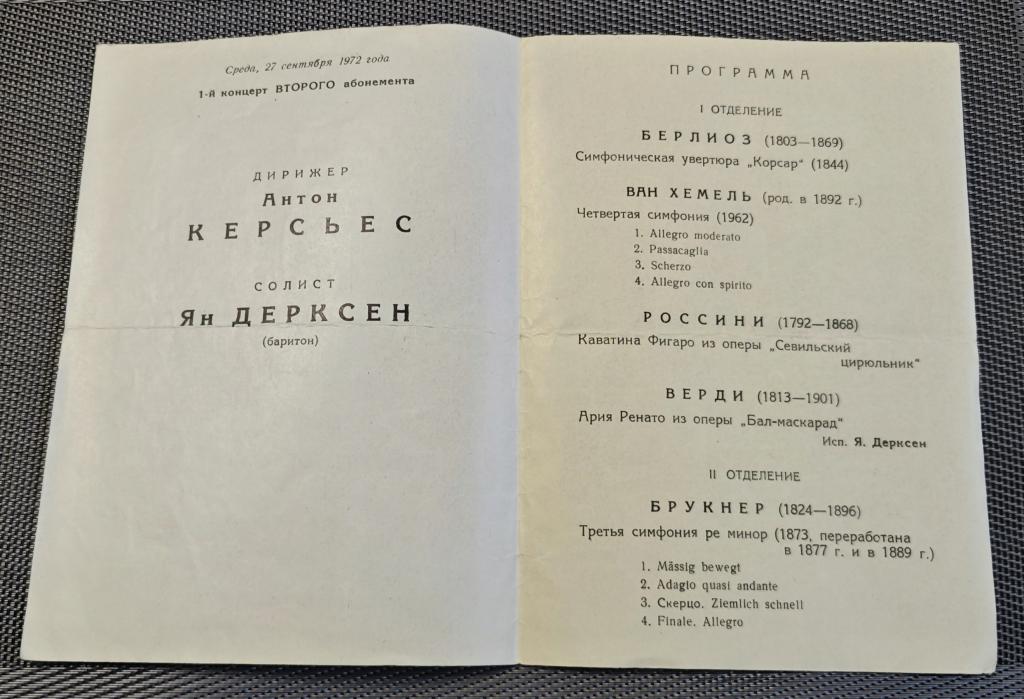 Среда, 27 сентября 1972 года
1-й концерт ВТОРОГО абонемента
ДИРИЖЕР
Антон
КЕРСЬЕС
СОЛИСТ
Ян ДЕРКСЕН
(баритон)
ПРОГРАММА
I ОТДЕЛЕНИЕ
БЕРЛИОЗ (1803—1869)
Симфоническая увертюра „Корсар“ (1844)
ВАН ХЕМЕЛЬ (род. в 1892 г.)
Четвертая симфония (1962)
1. Allegro moderato
2. Passacaglia
3. Scherzo
4. Allegro con spirito
РОССИНИ (1792—1868)
Каватина Фигаро из оперы „Севильский
цирюльник“
ВЕРДИ (1813—1901)
Ария Ренато из оперы „Бал-маскарад“
Исп. Я. Дерксен
II ОТДЕЛЕНИЕ
БРУКНЕР (1824—1896)
Третья симфония ре минор (1873, переработана
в 1877 г. и в 1889 г.)
1. Mässig bewegt
2. Adagio quasi andante
3. Скерцо. Ziemlich schnell
4. Finale. Allegro